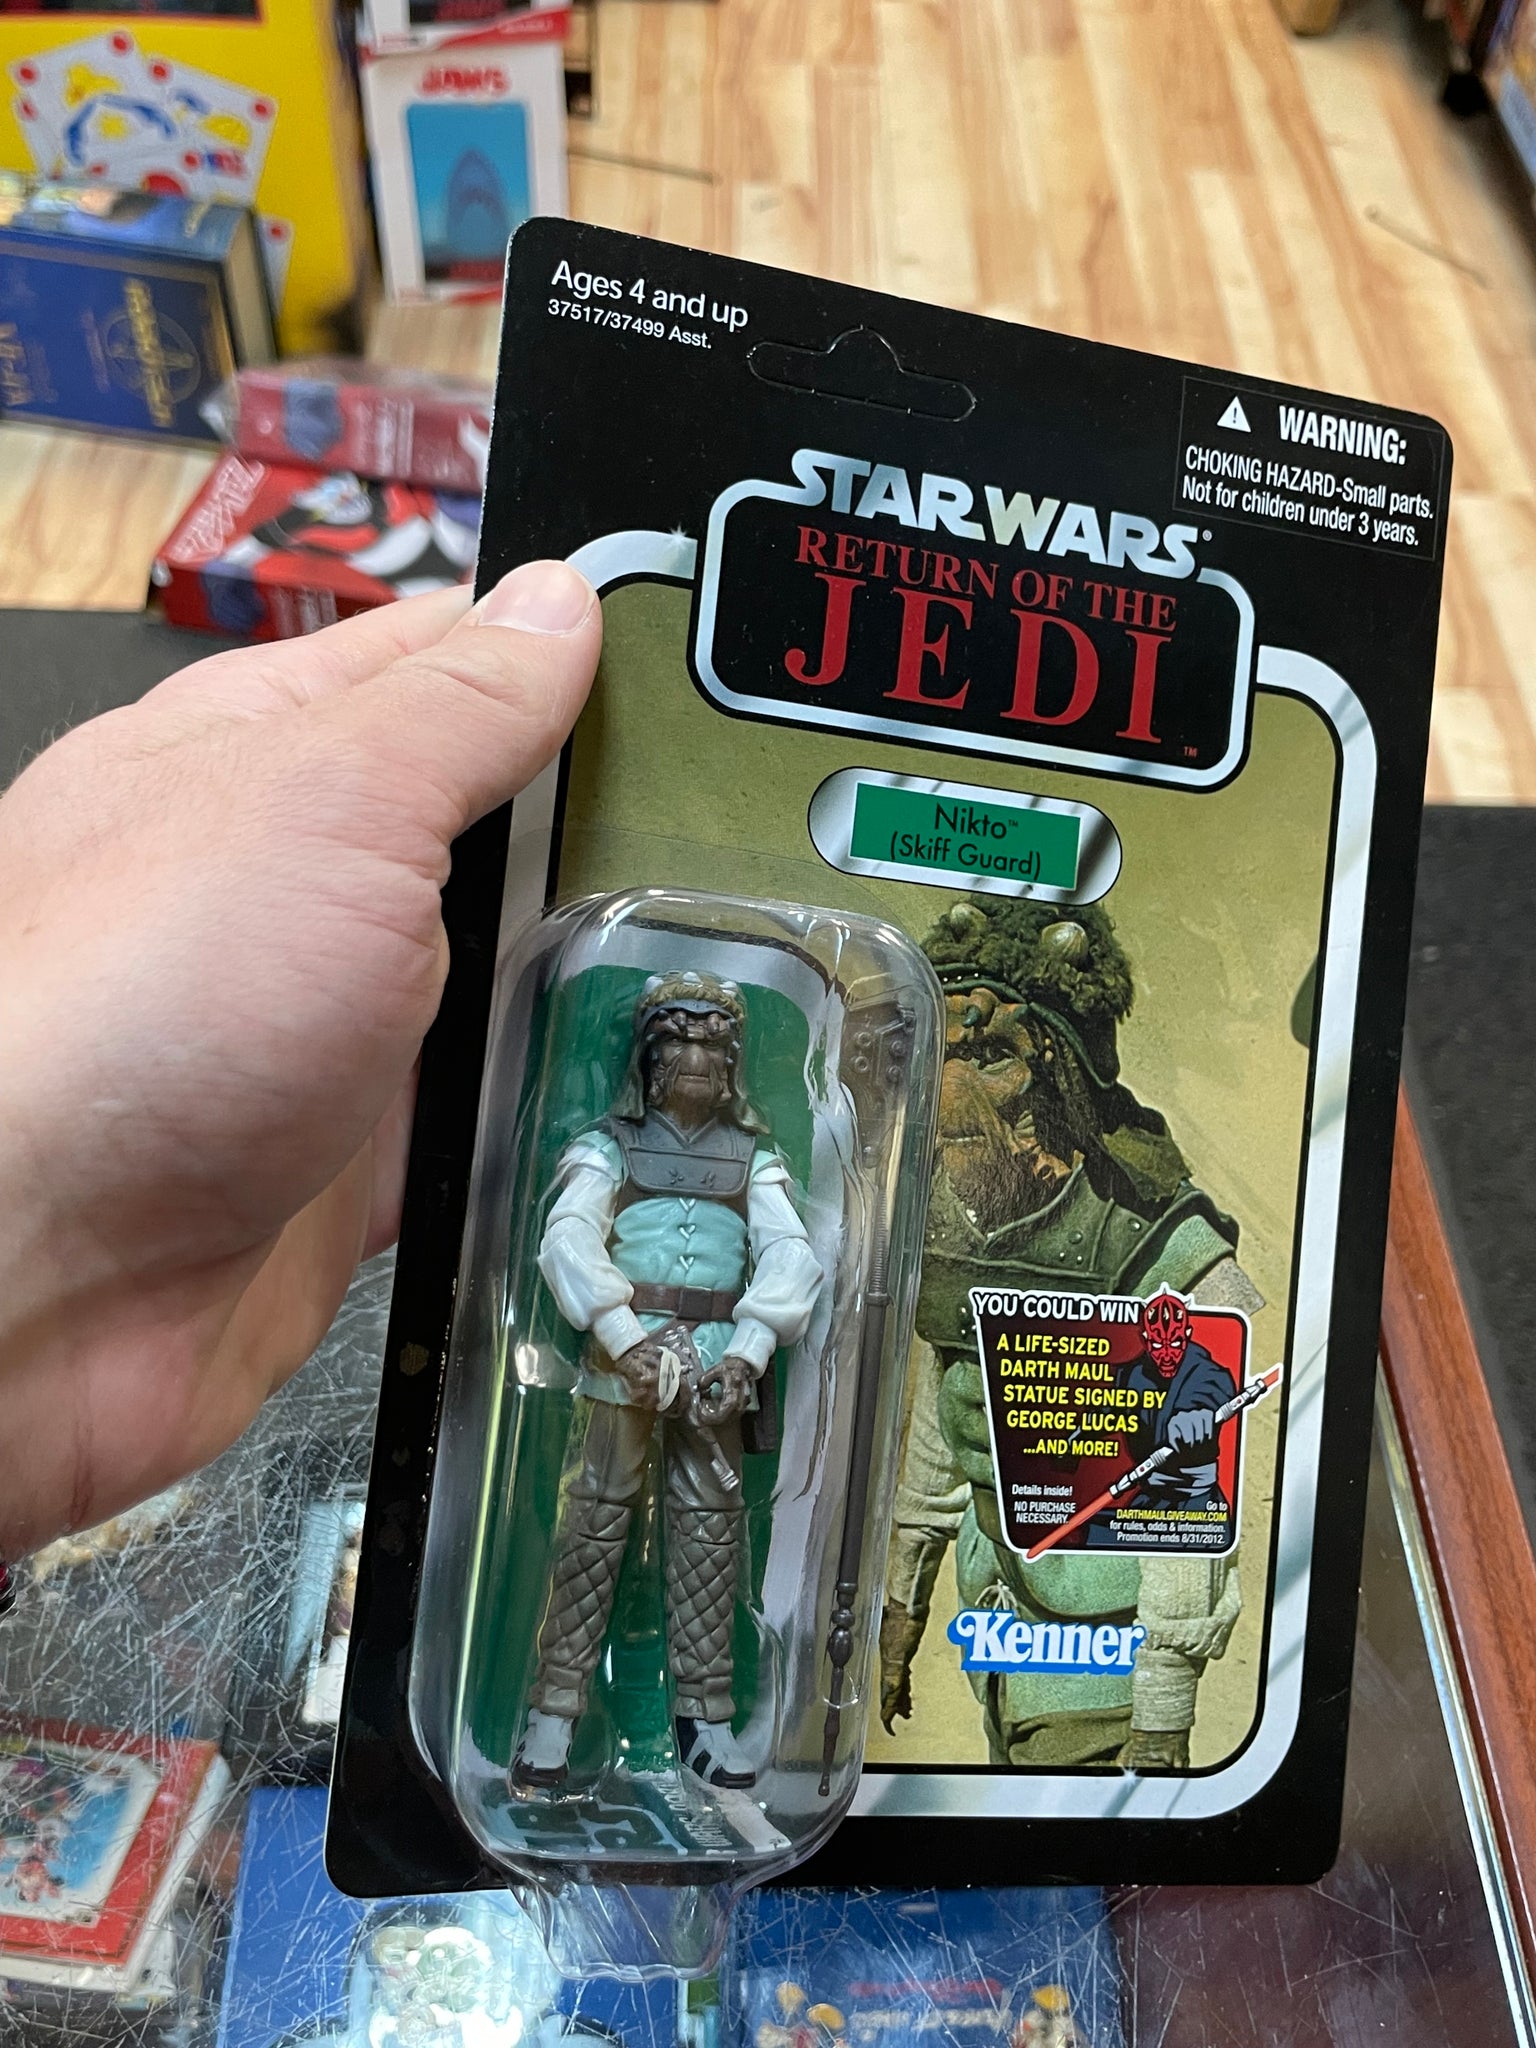 JAWS
Ages 4 and up
37517/37499 Asst.
WARNING:
CHOKING HAZARD-Small parts.
Not for children under 3 years.
STAR WARS®
RETURN OF THE
JEDI™
Nikto™
(Skiff Guard)
YOU COULD WIN
A LIFE-SIZED
DARTH MAUL
STATUE SIGNED BY
GEORGE LUCAS
...AND MORE!
Details inside!
NO PURCHASE
NECESSARY.
Go to
DARTHMAULGIVEAWAY.COM
for rules, odds & information.
Promotion ends 8/31/2012.
Kenner